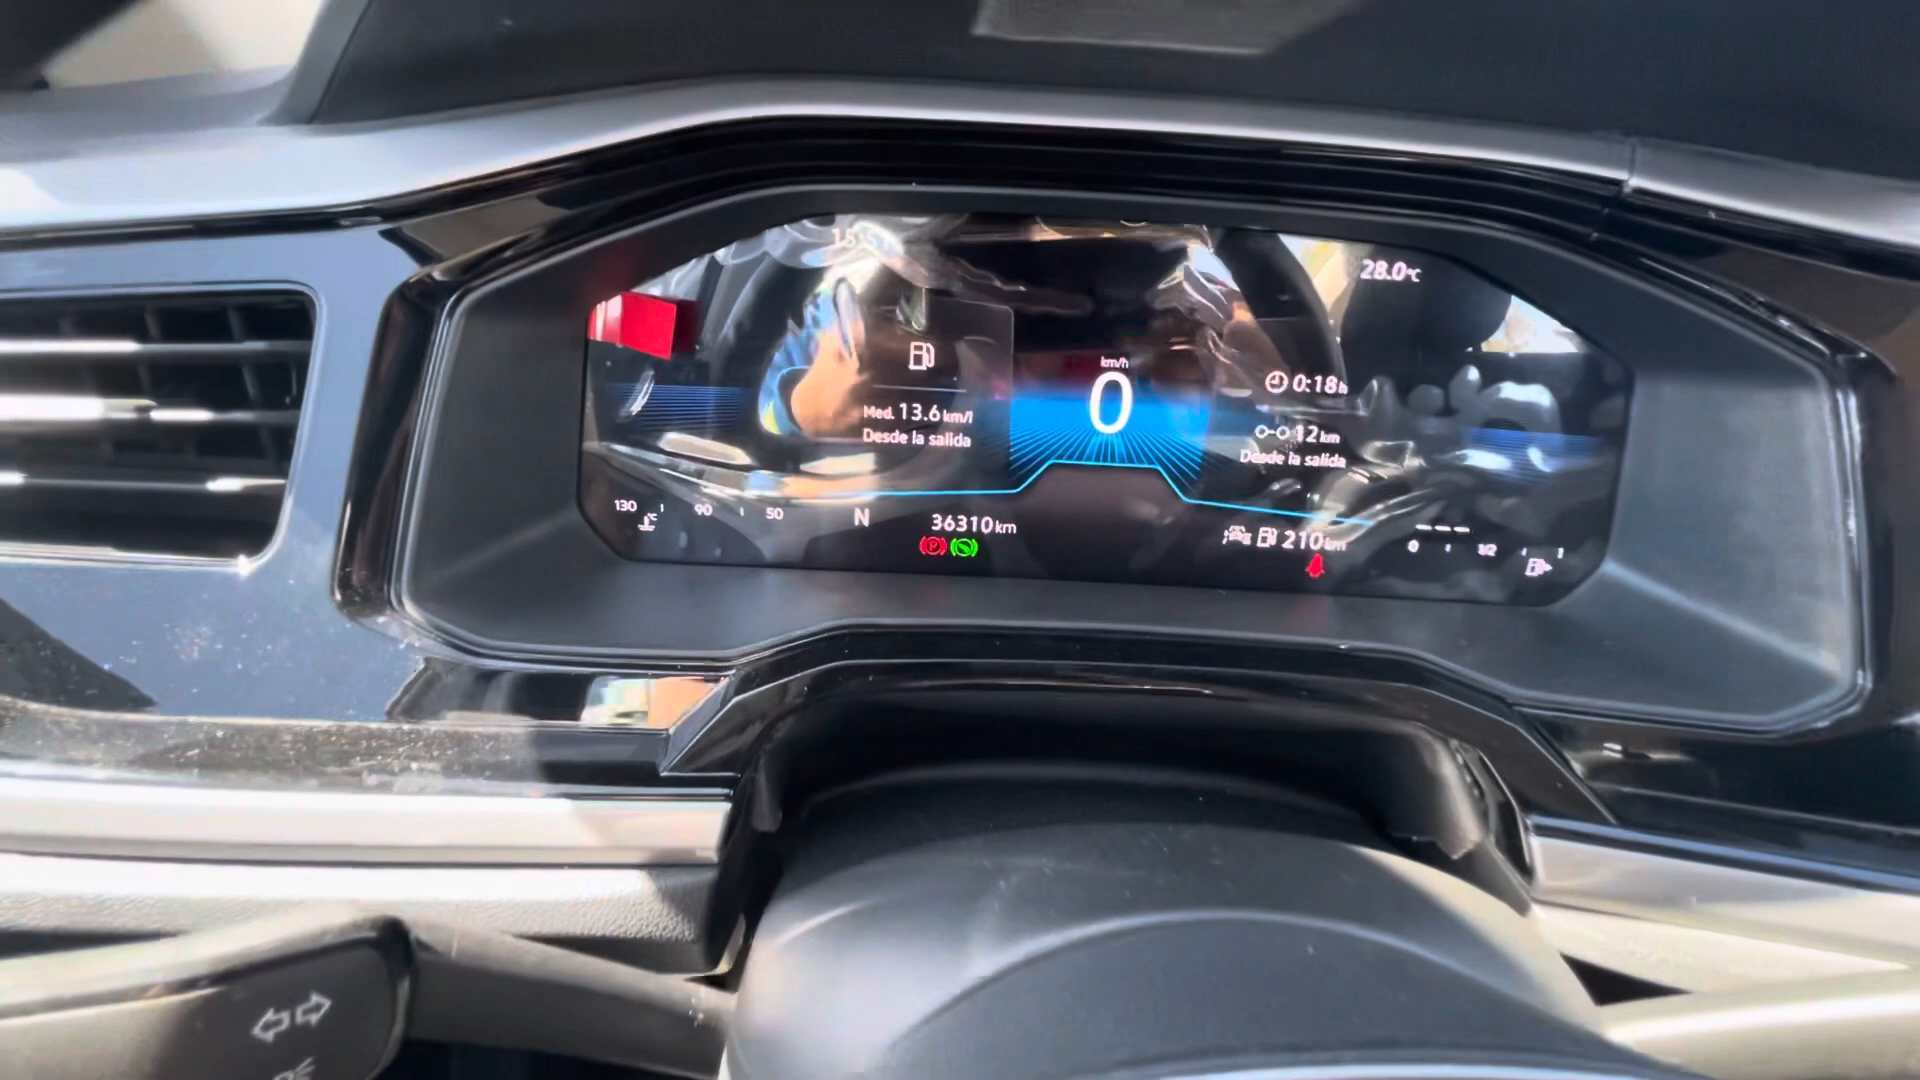 28.0°C
km/h
0
Med. 13.6 km/l
Desde la salida
0:18 h
12 km
Desde la salida
130 90 50
°C
N
36310 km
P
210 km
0 1/2 1